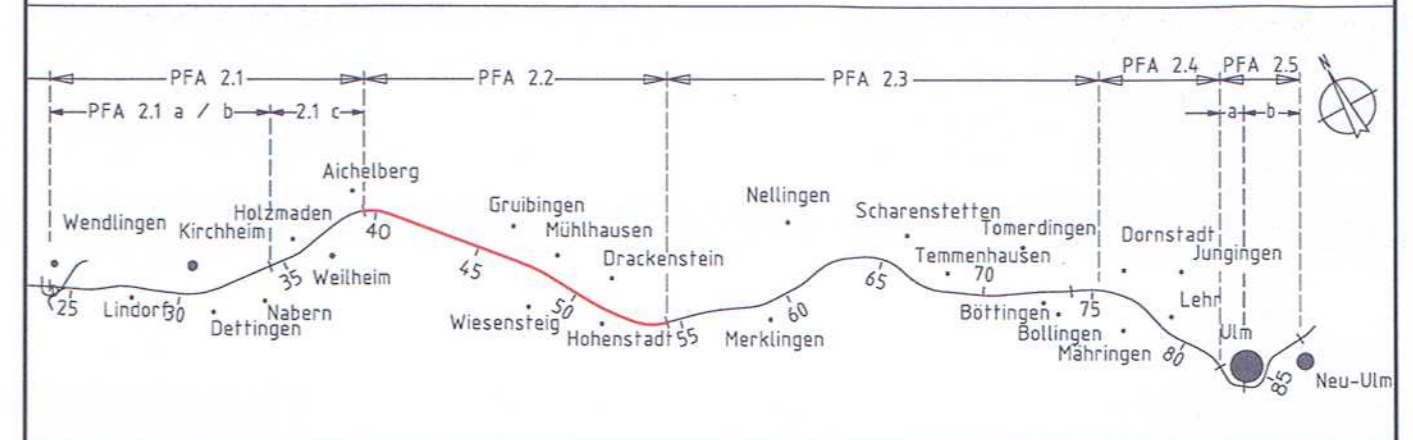 PFA 2.1
PFA 2.2
PFA 2.3
PFA 2.4
PFA 2.5
PFA 2.1 a / b
2.1 c
a
b
N
Aichelberg
Wendlingen
Holzmaden
Kirchheim
Gruibingen
Mühlhausen
Drackenstein
Nellingen
Scharenstetten
Tomerdingen
Temmenhausen
Dornstadt
Jungingen
Weilheim
Lindorf
Nabern
Dettingen
Wiesensteig
Hohenstadt
Merklingen
Böttingen
Bollingen
Mähringen
Lehr
Ulm
Neu-Ulm
25
30
35
40
45
50
55
60
65
70
75
80
85